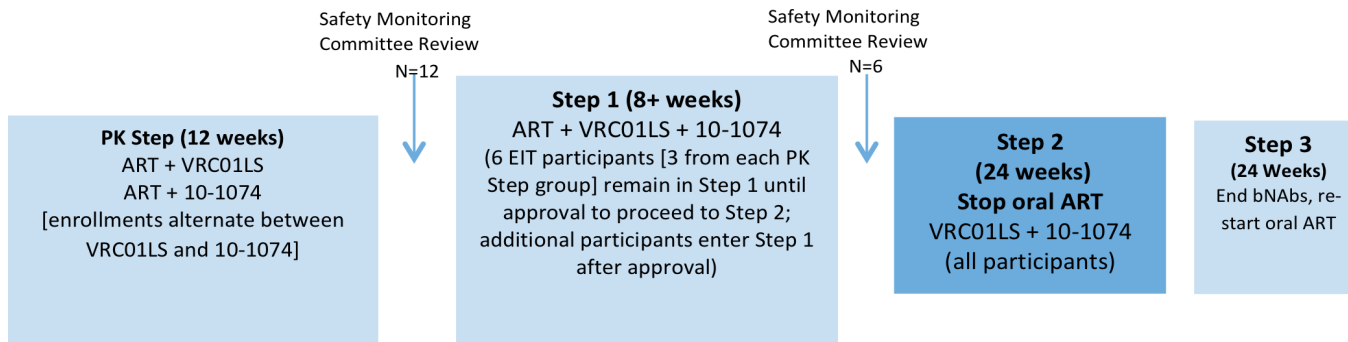 Safety Monitoring
Committee Review
N=12
Safety Monitoring
Committee Review
N=6
PK Step (12 weeks)
ART + VRC01LS
ART + 10-1074
[enrollments alternate between
VRC01LS and 10-1074]
Step 1 (8+ weeks)
ART + VRC01LS + 10-1074
(6 EIT participants [3 from each PK
Step group] remain in Step 1 until
approval to proceed to Step 2;
additional participants enter Step 1
after approval)
Step 2
(24 weeks)
Stop oral ART
VRC01LS + 10-1074
(all participants)
Step 3
(24 Weeks)
End bNAbs, re-
start oral ART